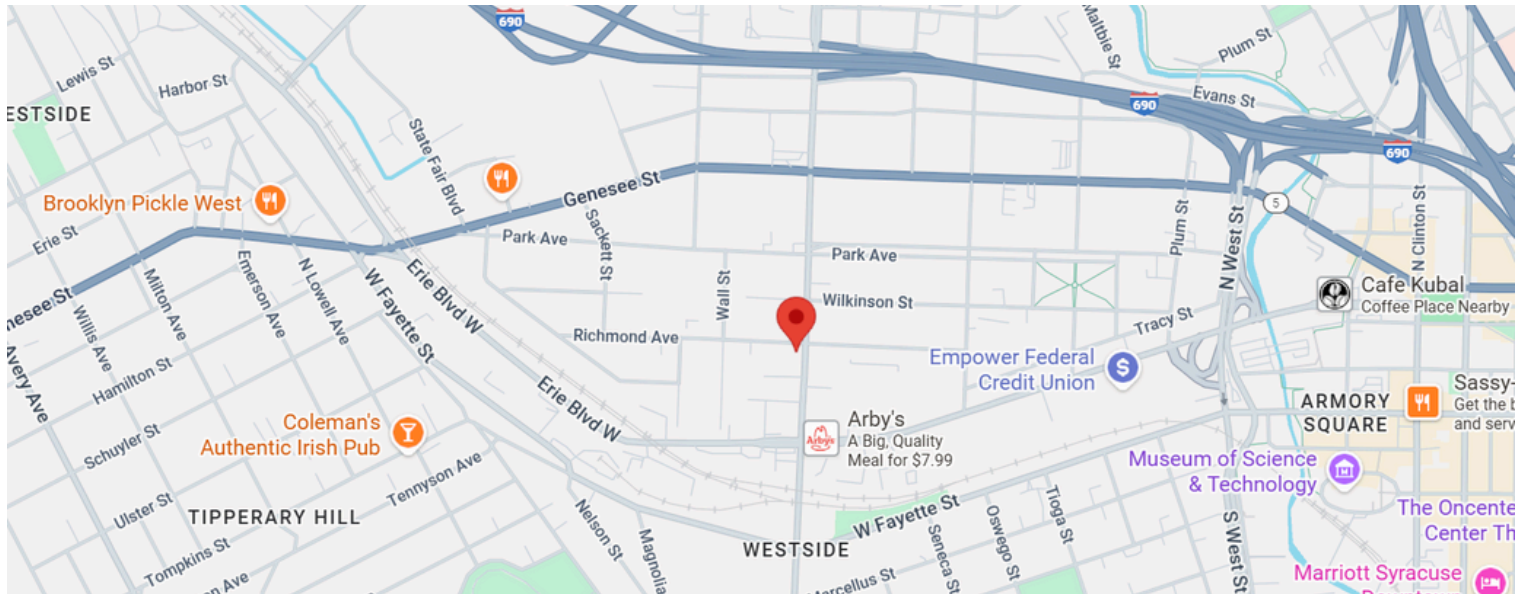 690
Maltbie St
Plum St
Lewis St
Harbor St
Evans St
690
ESTSIDE
State Fair Blvd
690
Genesee St
Brooklyn Pickle West
5
Erie St
Park Ave
Sackett St
Park Ave
Plum St
N West St
N Clinton St
Milton Ave
Emerson Ave
N Lowell Ave
W Fayette St
Erie Blvd W
Wall St
Wilkinson St
Cafe Kubal
Coffee Place Nearby
nesee St
Willis Ave
Richmond Ave
Tracy St
Avery Ave
Hamilton St
Empower Federal
Credit Union
$
Erie Blvd W
Sassy-
Get the b
and serv
ARMORY
SQUARE
Coleman's
Authentic Irish Pub
Arby's
Arby's
A Big, Quality
Meal for $7.99
Schuyler St
Museum of Science
& Technology
Tennyson Ave
Ulster St
TIPPERARY HILL
Nelson St
Magnolia
WESTSIDE
W Fayette St
Seneca St
Oswego St
Tioga St
S West St
The Oncente
Center Th
Tompkins St
on Ave
Marcellus St
Marriott Syracuse